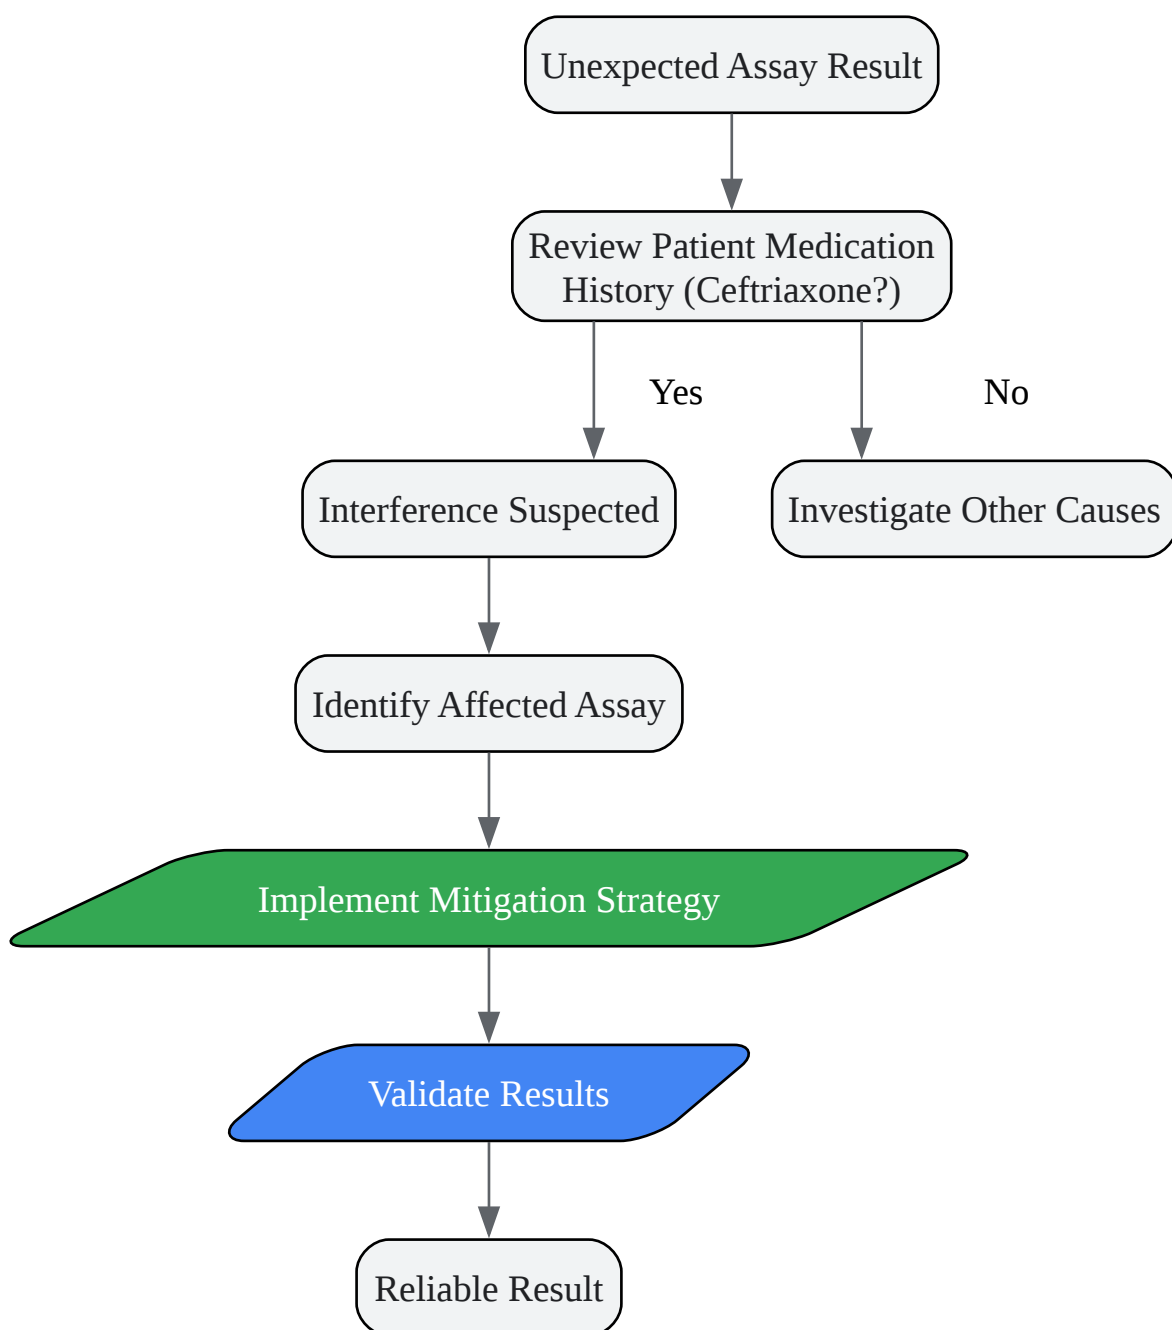 Unexpected Assay Result
Review Patient Medication
History (Ceftriaxone?)
Yes
No
Interference Suspected
Investigate Other Causes
Identify Affected Assay
Implement Mitigation Strategy
Validate Results
Reliable Result